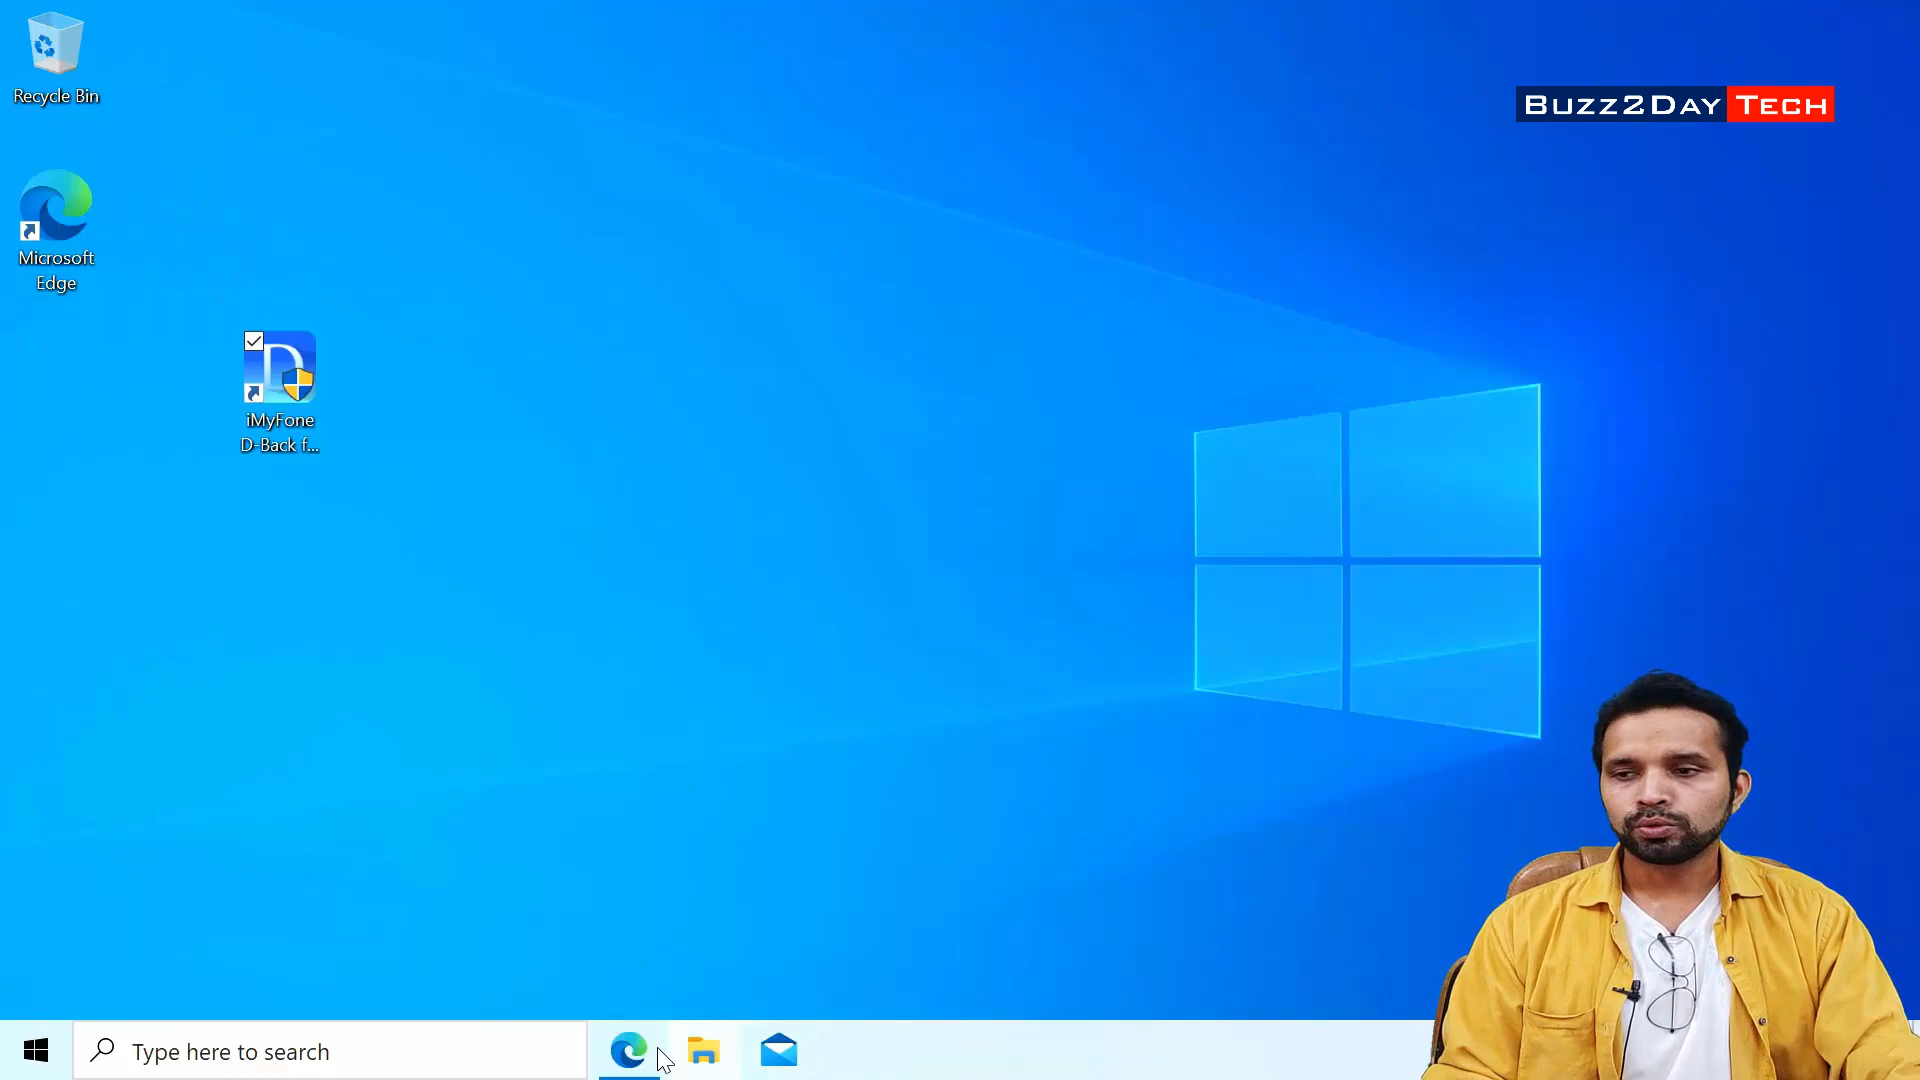 Recycle Bin
Buzz2Day Tech
Microsoft
Edge
iMyFone
D-Back f...
Type here to search